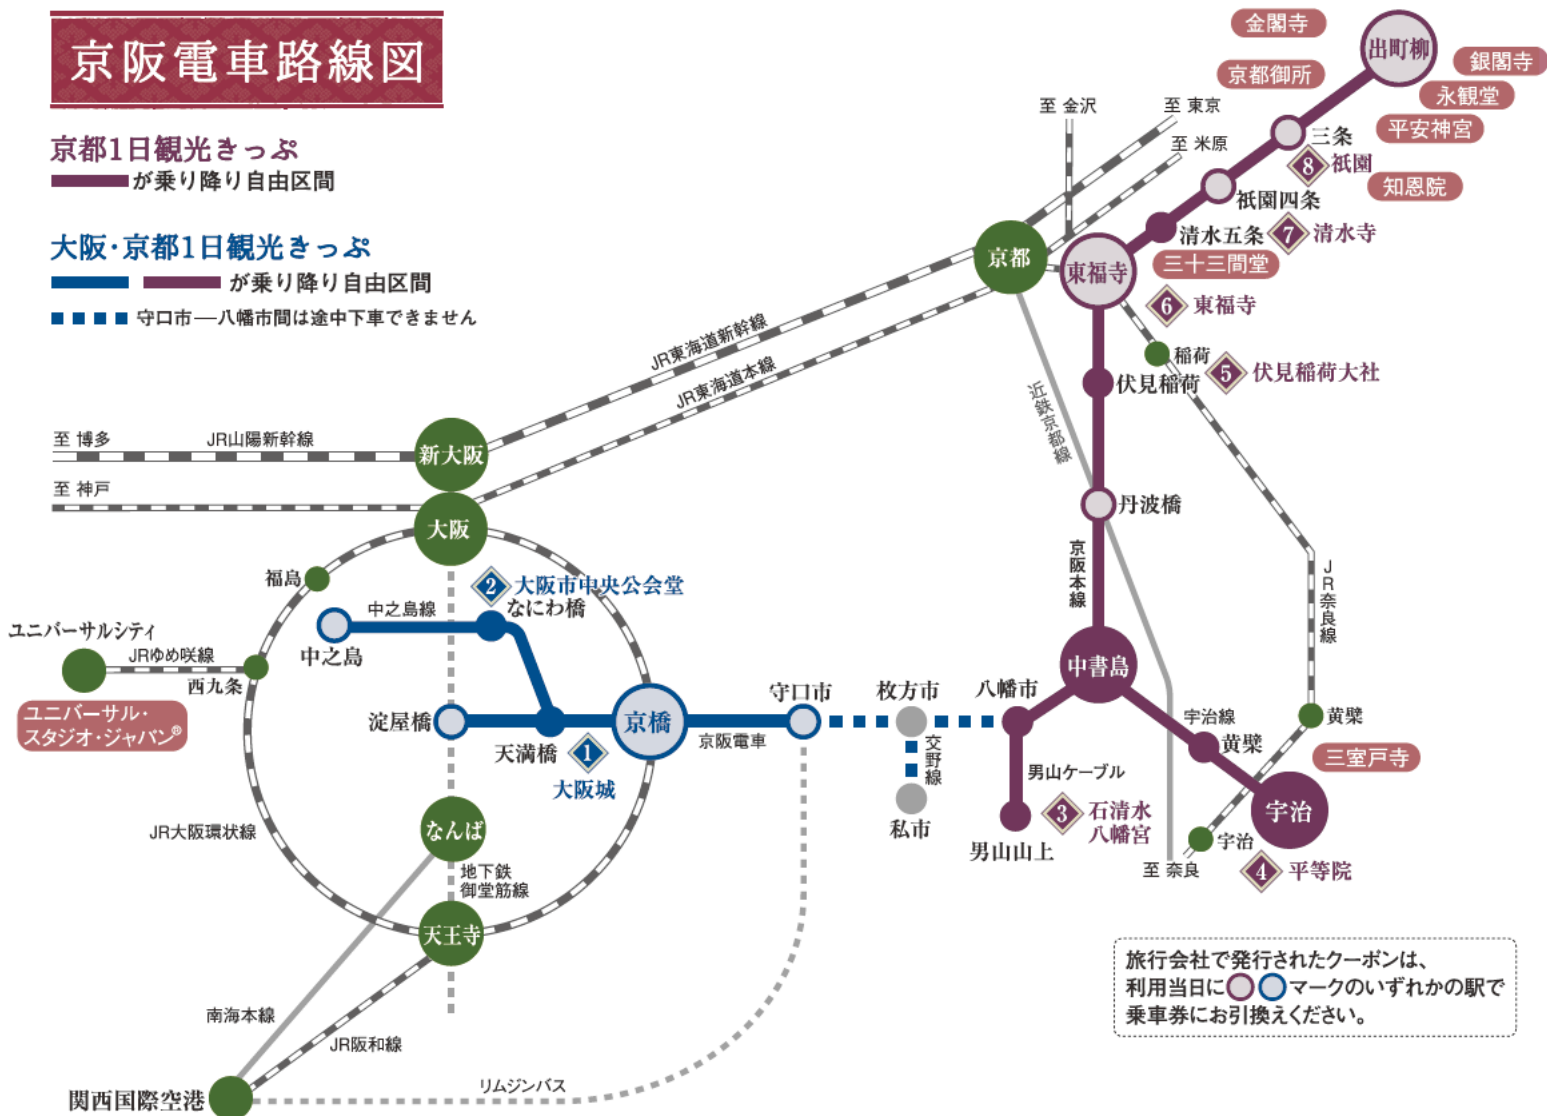 京阪電車路線図
京都1日観光きっぷ
が乗り降り自由区間
大阪・京都1日観光きっぷ
が乗り降り自由区間
守口市―八幡市間は途中下車できません
金閣寺
出町柳
銀閣寺
京都御所
永観堂
平安神宮
三条
8 祇園
知恩院
祇園四条
清水五条
7 清水寺
三十三間堂
至 金沢
至 東京
至 米原
京都
東福寺
6 東福寺
稲荷
5 伏見稲荷大社
伏見稲荷
近鉄京都線
JR東海道新幹線
JR東海道本線
至 博多
JR山陽新幹線
新大阪
至 神戸
大阪
丹波橋
京阪本線
JR奈良線
福島
2 大阪市中央公会堂
なにわ橋
中之島線
中之島
ユニバーサルシティ
JRゆめ咲線
西九条
ユニバーサル・
スタジオ・ジャパン®
淀屋橋
天満橋
京橋
1
大阪城
京阪電車
守口市
枚方市
交野線
私市
八幡市
中書島
宇治線
黄檗
黄檗
三室戸寺
男山ケーブル
男山山上
3 石清水
八幡宮
宇治
宇治
至 奈良
4 平等院
JR大阪環状線
なんば
地下鉄
御堂筋線
天王寺
南海本線
JR阪和線
リムジンバス
関西国際空港
旅行会社で発行されたクーポンは、
利用当日に マークのいずれかの駅で
乗車券にお引換えください。